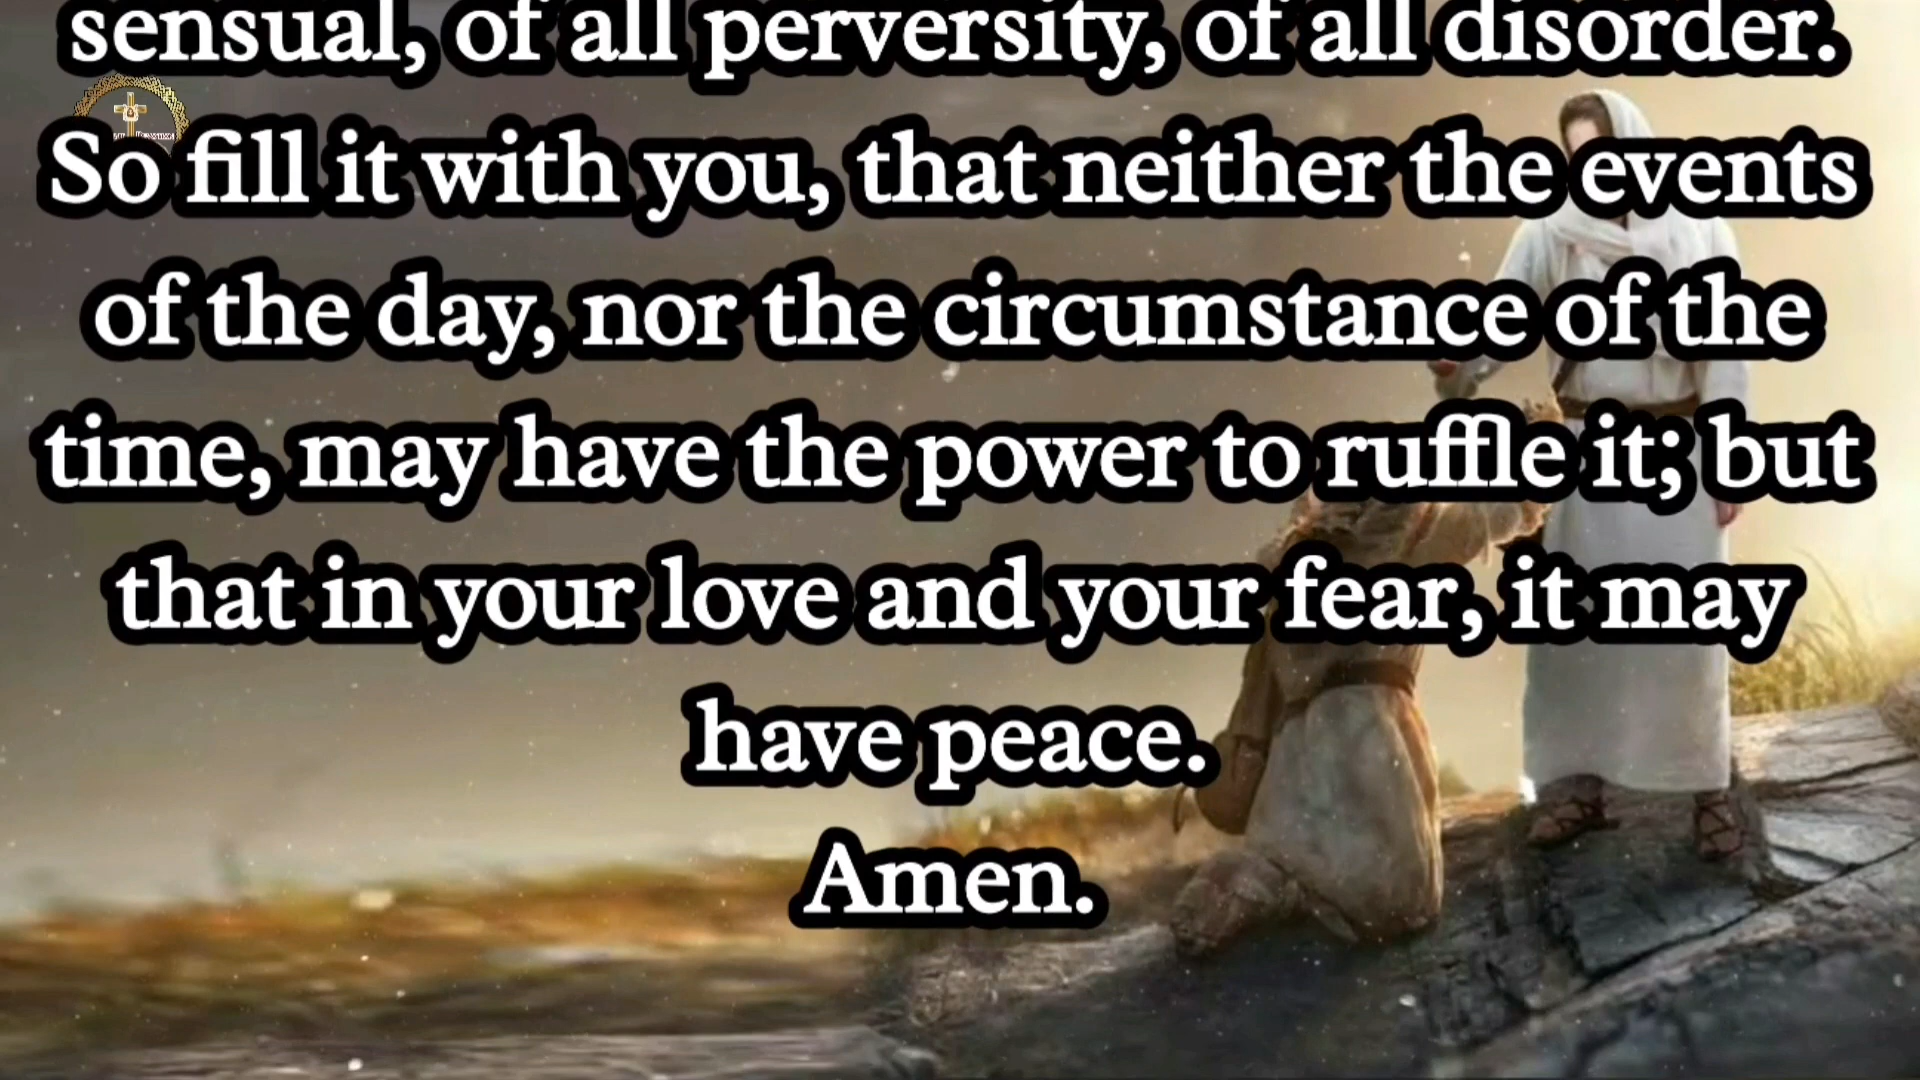 sensual, of all perversity, of all disorder.
So fill it with you, that neither the events
of the day, nor the circumstance of the
time, may have the power to ruffle it; but
that in your love and your fear, it may
have peace.
Amen.